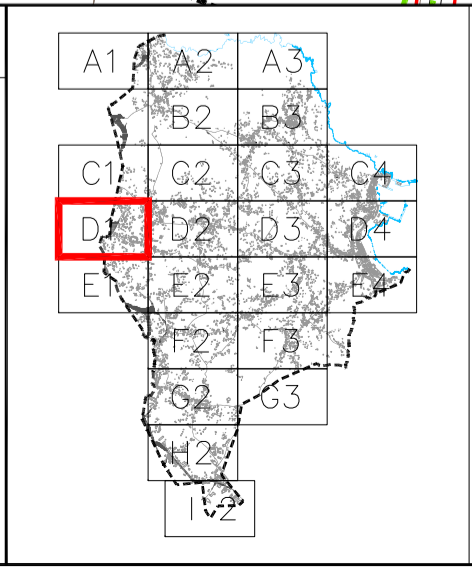 A1 A2 A3
B2 B3
C1 C2 C3 C4
D1 D2 D3 D4
E1 E2 E3 E4
F2 F3
G2 G3
H2
I2